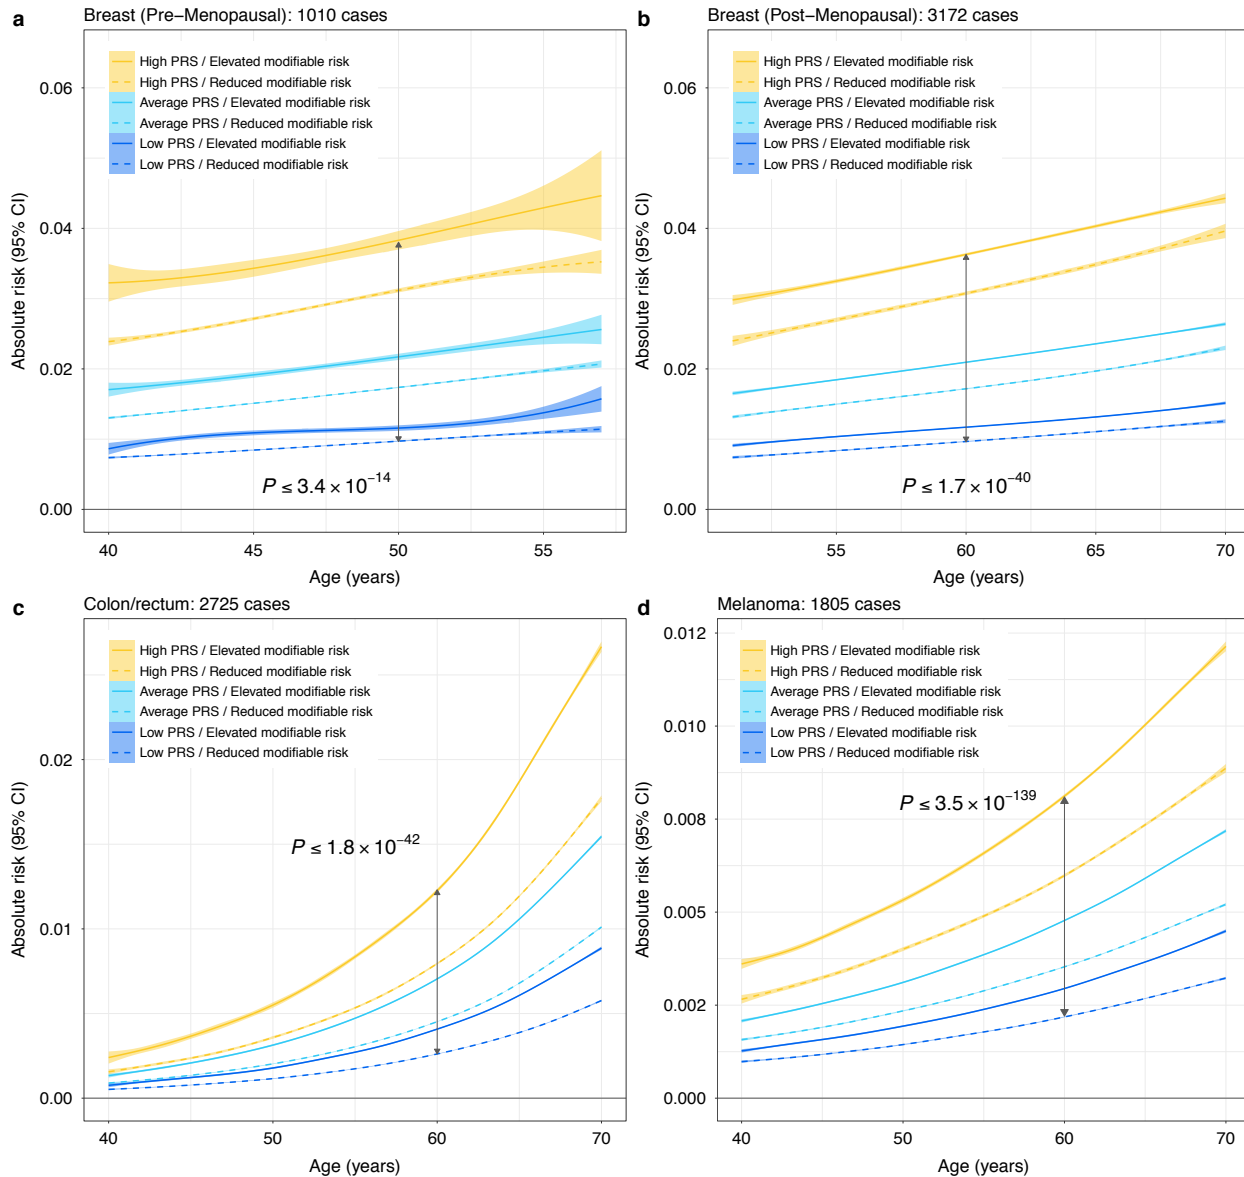 a Breast (Pre−Menopausal): 1010 cases
High PRS / Elevated modifiable risk
High PRS / Reduced modifiable risk
Average PRS / Elevated modifiable risk
Average PRS / Reduced modifiable risk
Low PRS / Elevated modifiable risk
Low PRS / Reduced modifiable risk
0.06
0.04
0.02
0.00
Absolute risk (95% CI)
P ≤ 3.4 × 10−14
40 45 50 55
Age (years)
b Breast (Post−Menopausal): 3172 cases
High PRS / Elevated modifiable risk
High PRS / Reduced modifiable risk
Average PRS / Elevated modifiable risk
Average PRS / Reduced modifiable risk
Low PRS / Elevated modifiable risk
Low PRS / Reduced modifiable risk
0.06
0.04
0.02
0.00
Absolute risk (95% CI)
P ≤ 1.7 × 10−40
55 60 65 70
Age (years)
c Colon/rectum: 2725 cases
High PRS / Elevated modifiable risk
High PRS / Reduced modifiable risk
Average PRS / Elevated modifiable risk
Average PRS / Reduced modifiable risk
Low PRS / Elevated modifiable risk
Low PRS / Reduced modifiable risk
0.02
0.01
0.00
Absolute risk (95% CI)
P ≤ 1.8 × 10−42
40 50 60 70
Age (years)
d Melanoma: 1805 cases
High PRS / Elevated modifiable risk
High PRS / Reduced modifiable risk
Average PRS / Elevated modifiable risk
Average PRS / Reduced modifiable risk
Low PRS / Elevated modifiable risk
Low PRS / Reduced modifiable risk
0.012
0.010
0.008
0.005
0.002
0.000
Absolute risk (95% CI)
P ≤ 3.5 × 10−139
40 50 60 70
Age (years)